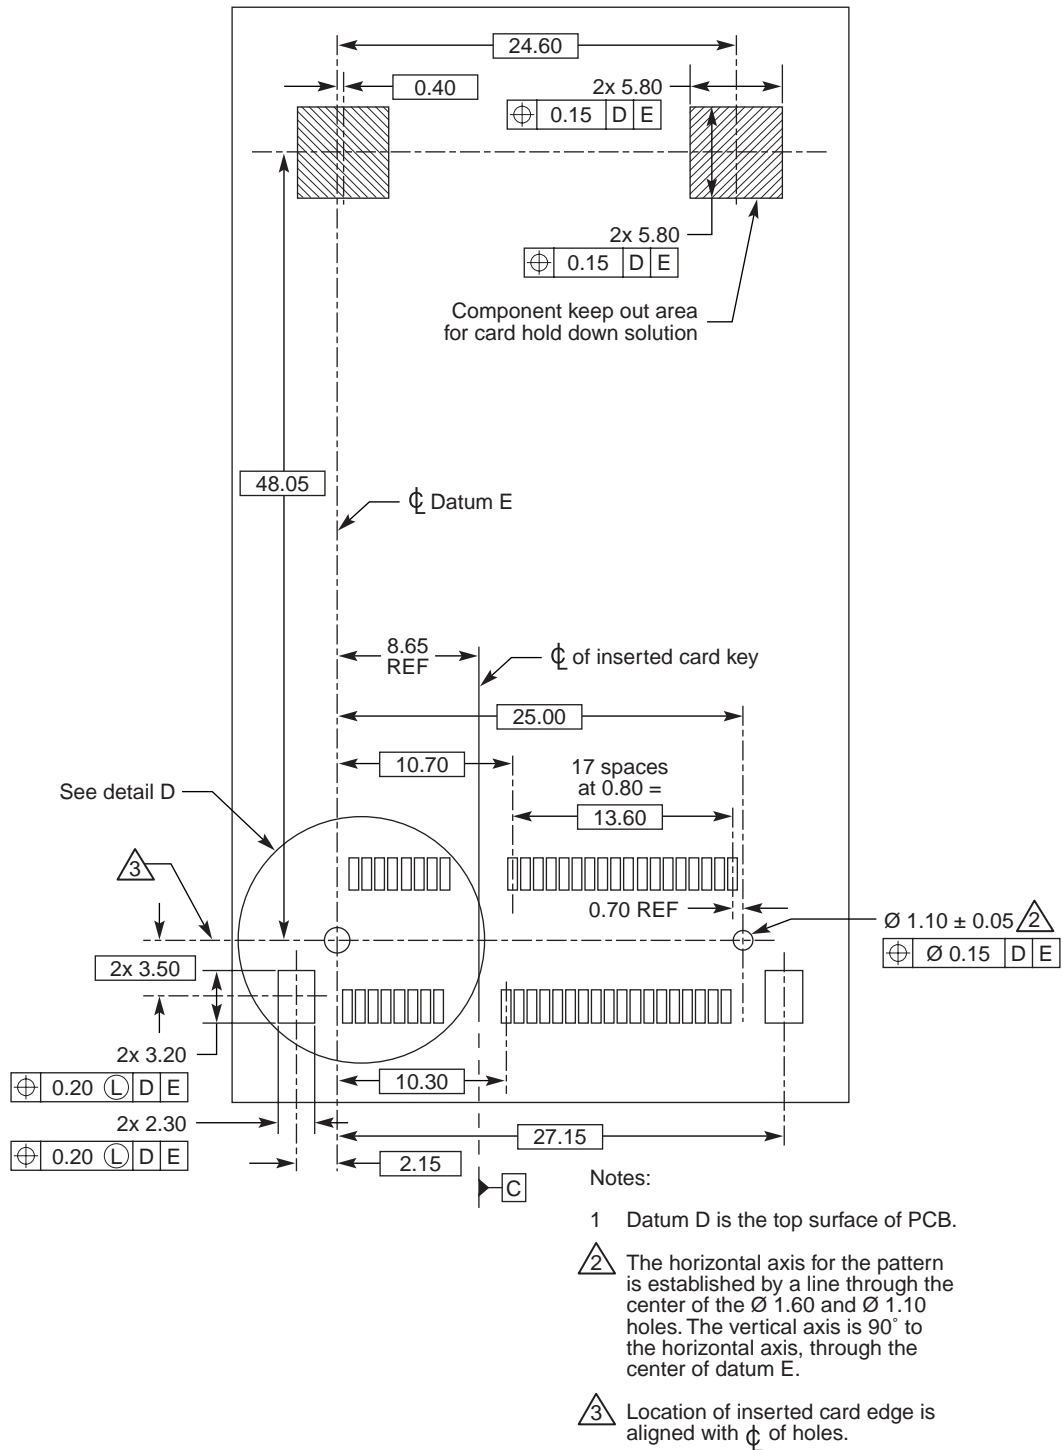 24.60
0.40
2x 5.80
⌖ 0.15 D E
2x 5.80
⌖ 0.15 D E
Component keep out area
for card hold down solution
48.05
℄ Datum E
8.65
REF
℄ of inserted card key
25.00
10.70
17 spaces
at 0.80 =
13.60
See detail D
3
0.70 REF
Ø 1.10 ± 0.05 2
⌖ Ø 0.15 D E
2x 3.50
2x 3.20
⌖ 0.20 Ⓛ D E
10.30
2x 2.30
⌖ 0.20 Ⓛ D E
27.15
2.15
C
Notes:
1 Datum D is the top surface of PCB.
2 The horizontal axis for the pattern
is established by a line through the
center of the Ø 1.60 and Ø 1.10
holes. The vertical axis is 90˚ to
the horizontal axis, through the
center of datum E.
3 Location of inserted card edge is
aligned with ℄ of holes.